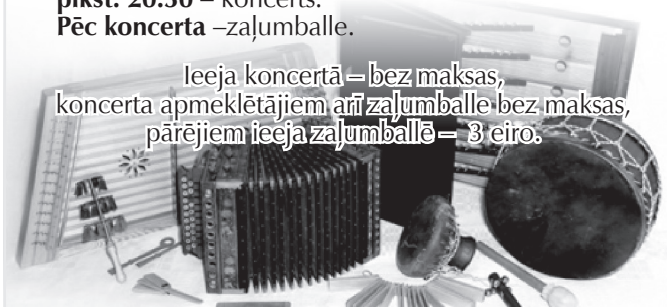 plkst. 20.30 – koncerts.
Pēc koncerta –zaļumballe.
Ieeja koncertā – bez maksas,
koncerta apmeklētājiem arī zaļumballe bez maksas,
pārējiem ieeja zaļumballē – 3 eiro.